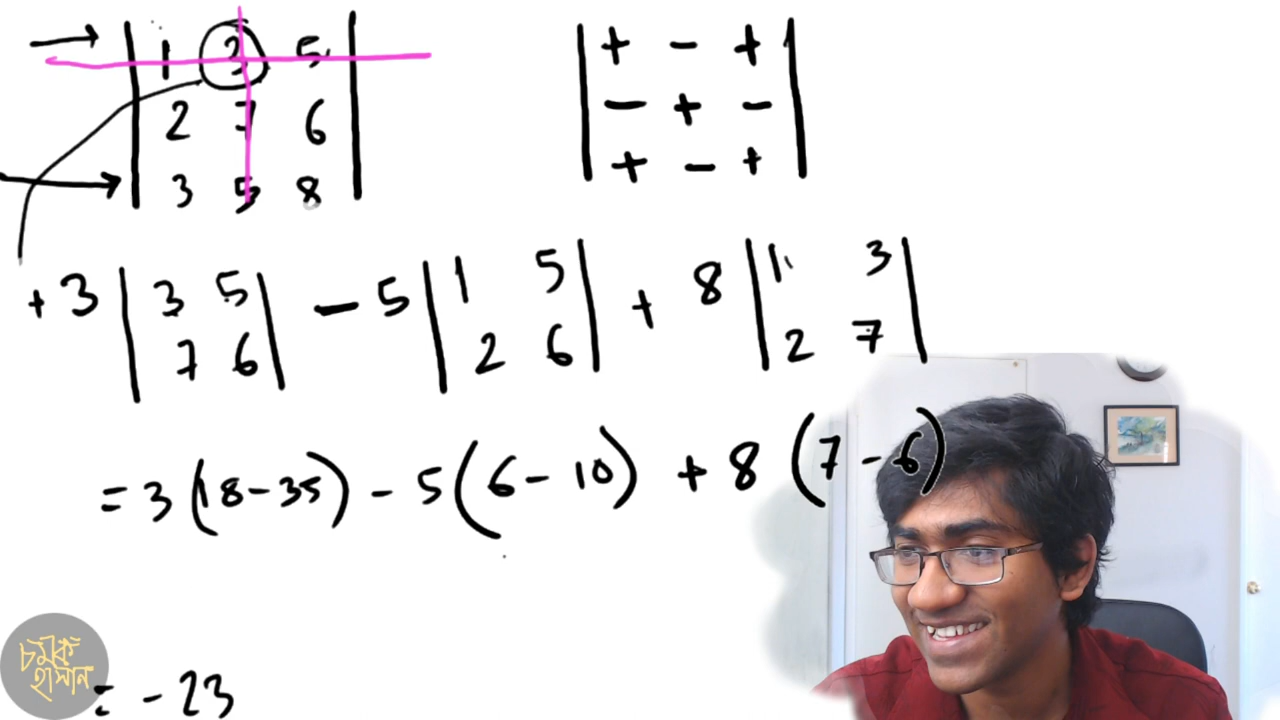 | 1 3 5 | | + - + |
| 2 7 6 | | - + - |
| 3 5 8 | | + - + |
+3 | 3 5 | - 5 | 1 5 | + 8 | 1 3 |
| 7 6 | | 2 6 | | 2 7 |
= 3 (18 - 35) - 5 (6 - 10) + 8 (7 - 6)
চমক
হাসান
= - 23